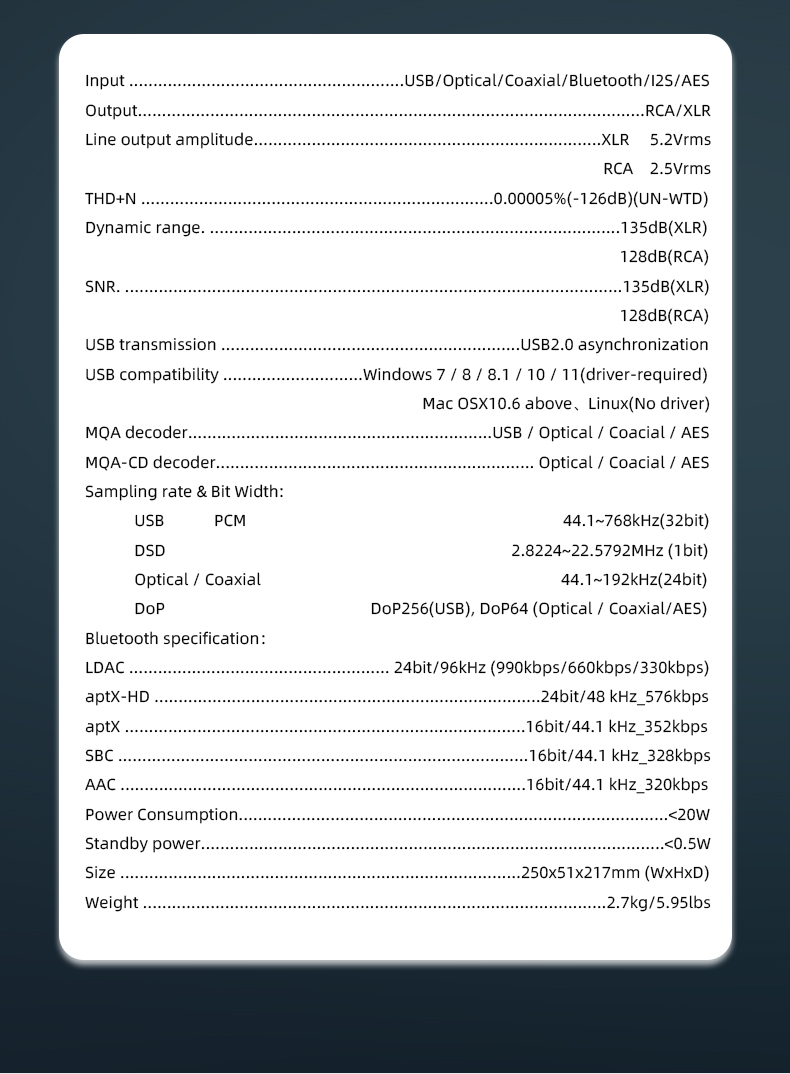 Input ........................................................USB/Optical/Coaxial/Bluetooth/I2S/AES
Output.........................................................................................................RCA/XLR
Line output amplitude.......................................................................XLR 5.2Vrms
RCA 2.5Vrms
THD+N ........................................................................0.00005%(-126dB)(UN-WTD)
Dynamic range. ....................................................................................135dB(XLR)
128dB(RCA)
SNR. ......................................................................................................135dB(XLR)
128dB(RCA)
USB transmission .............................................................USB2.0 asynchronization
USB compatibility .............................Windows 7 / 8 / 8.1 / 10 / 11(driver-required)
Mac OSX10.6 above、Linux(No driver)
MQA decoder..............................................................USB / Optical / Coacial / AES
MQA-CD decoder................................................................. Optical / Coacial / AES
Sampling rate & Bit Width:
USB PCM 44.1~768kHz(32bit)
DSD 2.8224~22.5792MHz (1bit)
Optical / Coaxial 44.1~192kHz(24bit)
DoP DoP256(USB), DoP64 (Optical / Coaxial/AES)
Bluetooth specification:
LDAC ..................................................... 24bit/96kHz (990kbps/660kbps/330kbps)
aptX-HD ...............................................................................24bit/48 kHz_576kbps
aptX ..................................................................................16bit/44.1 kHz_352kbps
SBC ....................................................................................16bit/44.1 kHz_328kbps
AAC ...................................................................................16bit/44.1 kHz_320kbps
Power Consumption........................................................................................<20W
Standby power...............................................................................................<0.5W
Size ..................................................................................250x51x217mm (WxHxD)
Weight ...............................................................................................2.7kg/5.95lbs